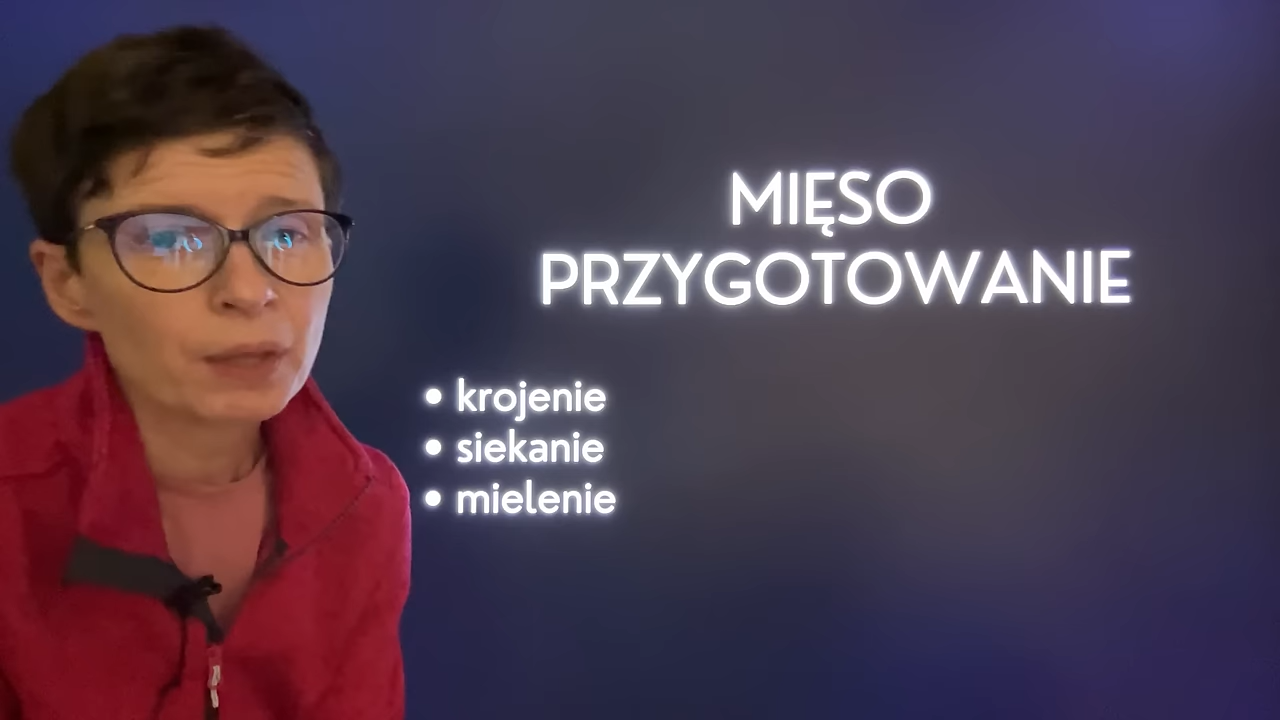 MIĘSO
PRZYGOTOWANIE
• krojenie
• siekanie
• mielenie